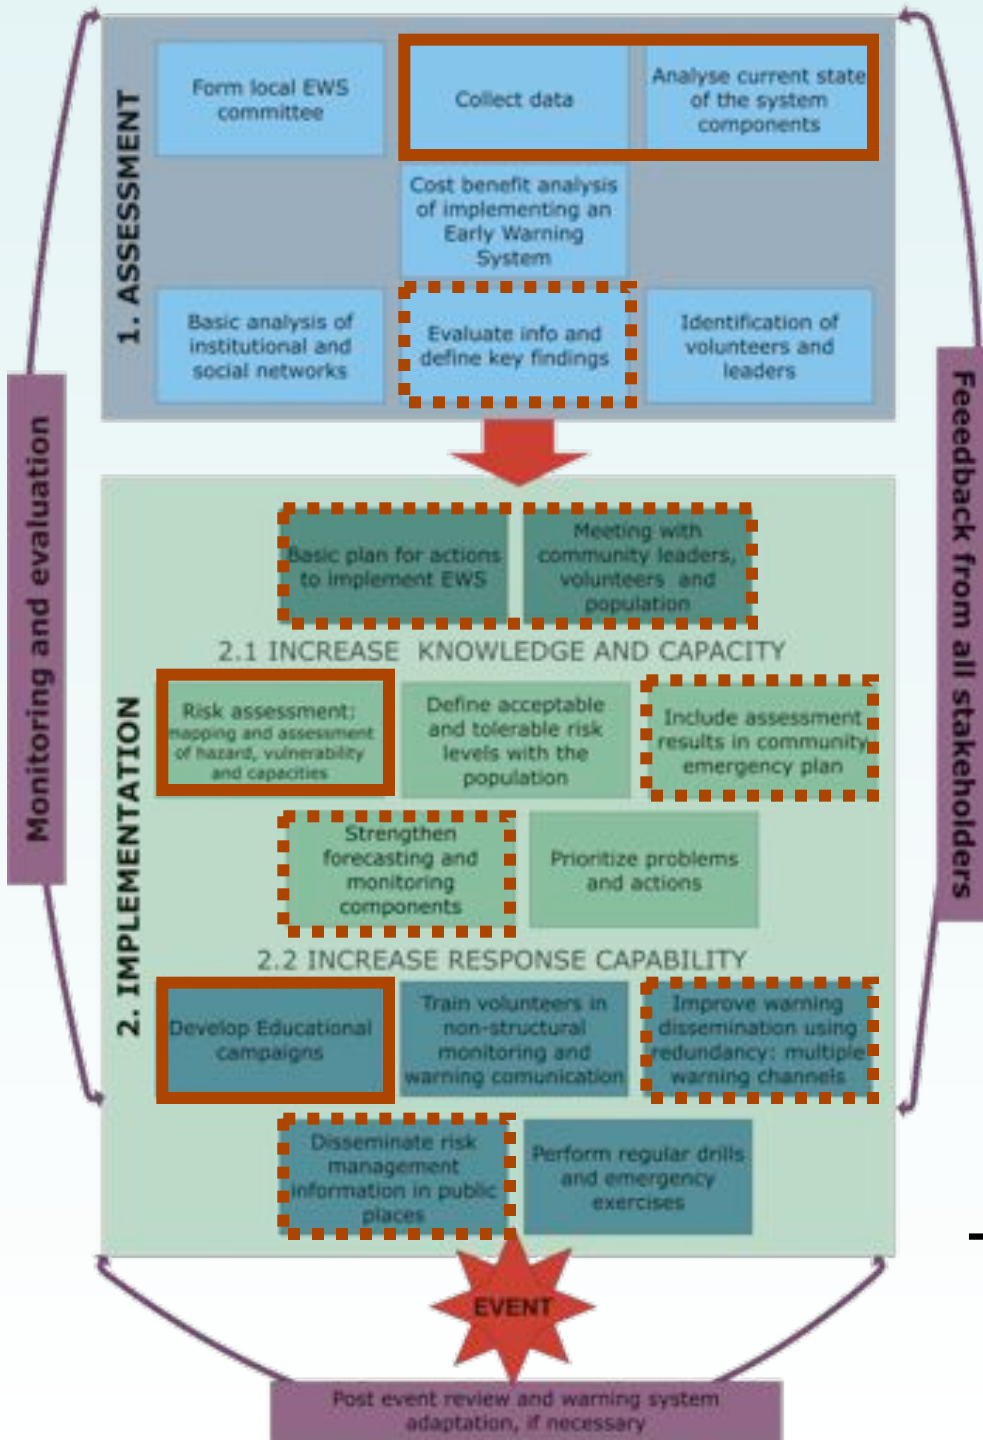 1. ASSESSMENT
Form local EWS
committee
Collect data
Analyse current state
of the system
components
Cost benefit analysis
of implementing an
Early Warning
System
Basic analysis of
institutional and
social networks
Evaluate info and
define key findings
Identification of
volunteers and
leaders
Monitoring and evaluation
Feeedback from all stakeholders
2. IMPLEMENTATION
Basic plan for actions
to implement EWS
Meeting with
community leaders,
volunteers and
population
2.1 INCREASE KNOWLEDGE AND CAPACITY
Risk assessment:
mapping and assessment
of hazard, vulnerability
and capacities
Define acceptable
and tolerable risk
levels with the
population
Include assessment
results in community
emergency plan
Strengthen
forecasting and
monitoring
components
Prioritize problems
and actions
2.2 INCREASE RESPONSE CAPABILITY
Develop Educational
campaigns
Train volunteers in
non-structural
monitoring and
warning comunication
Improve warning
dissemination using
redundancy: multiple
warning channels
Disseminate risk
management
information in public
places
Perform regular drills
and emergency
exercises
EVENT
Post event review and warning system
adaptation, if necessary